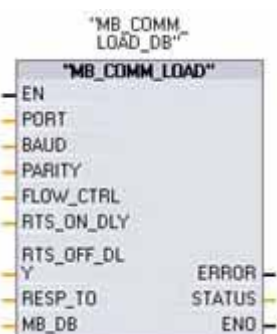 "MB_COMM_
LOAD_DB"
"MB_COMM_LOAD"
EN
PORT
BAUD
PARITY
FLOW_CTRL
RTS_ON_DLY
RTS_OFF_DL
Y ERROR
RESP_TO STATUS
MB_DB ENO